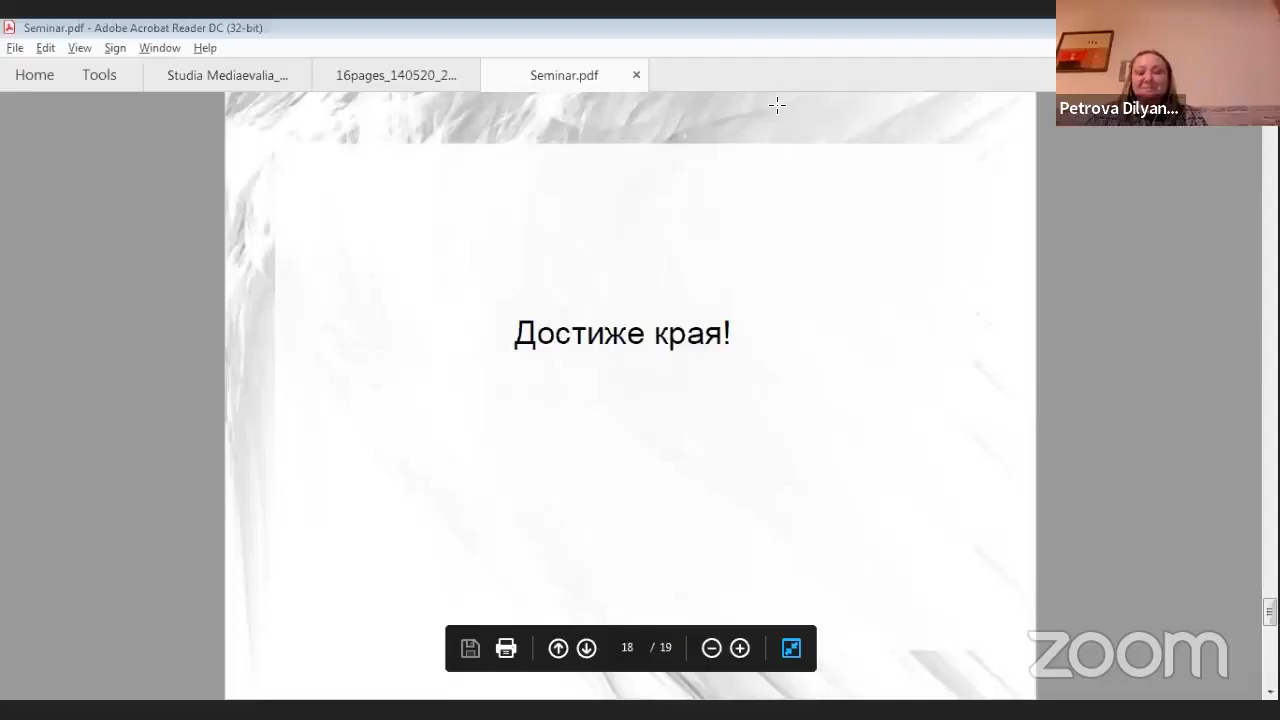 Seminar.pdf - Adobe Acrobat Reader DC (32-bit)
File Edit View Sign Window Help
Home Tools Studia Mediaevalia_... 16pages_140520_2... Seminar.pdf ×
Petrova Dilyan...
Достиже края!
18 / 19
zoom